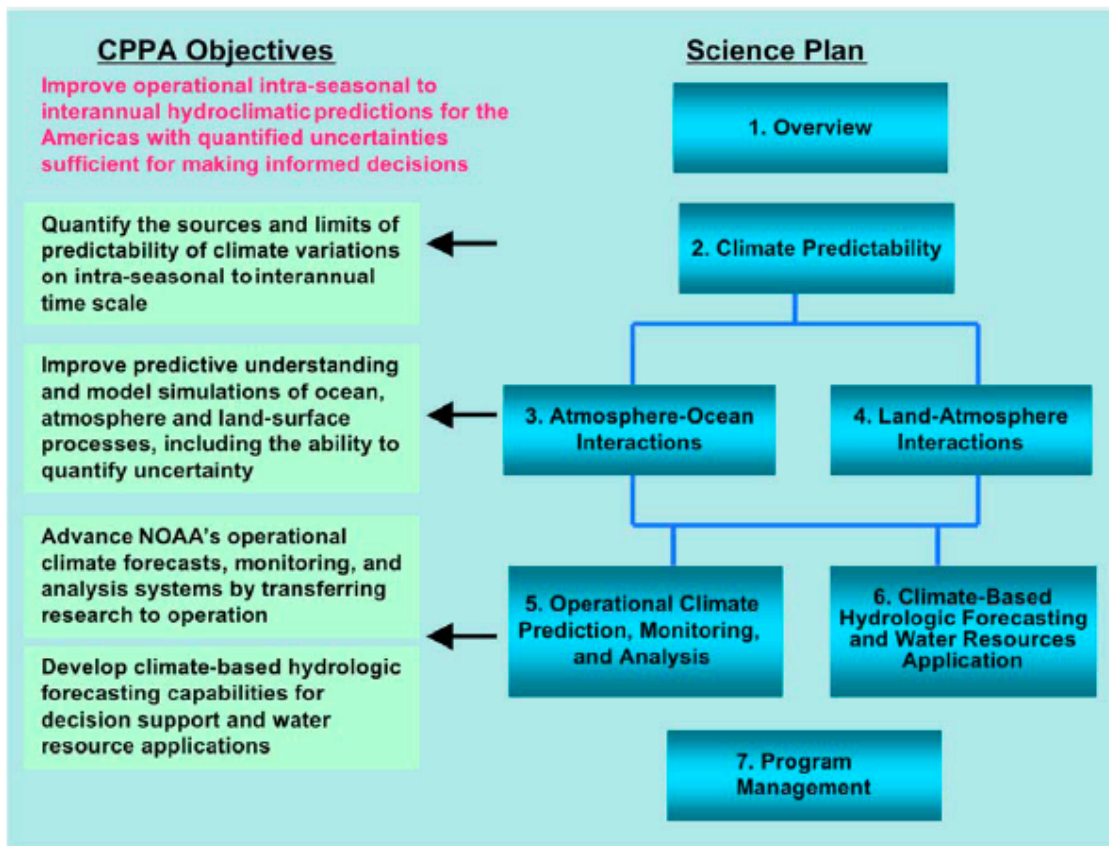 CPPA Objectives
Improve operational intra-seasonal to
interannual hydroclimatic predictions for the
Americas with quantified uncertainties
sufficient for making informed decisions
Quantify the sources and limits of
predictability of climate variations
on intra-seasonal to interannual
time scale
Improve predictive understanding
and model simulations of ocean,
atmosphere and land-surface
processes, including the ability to
quantify uncertainty
Advance NOAA's operational
climate forecasts, monitoring, and
analysis systems by transferring
research to operation
Develop climate-based hydrologic
forecasting capabilities for
decision support and water
resource applications
Science Plan
1. Overview
2. Climate Predictability
3. Atmosphere-Ocean
Interactions
4. Land-Atmosphere
Interactions
5. Operational Climate
Prediction, Monitoring,
and Analysis
6. Climate-Based
Hydrologic Forecasting
and Water Resources
Application
7. Program
Management